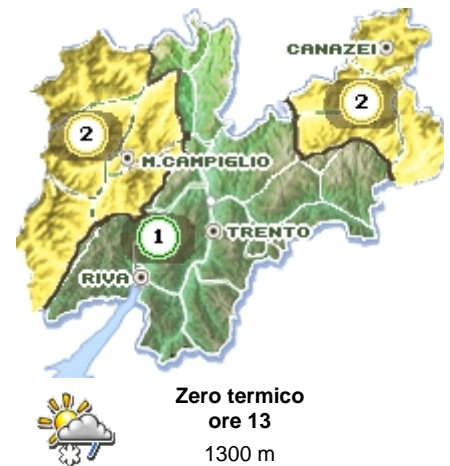 CANAZEI
2
2
M.CAMPIGLIO
1
TRENTO
RIVA
Zero termico
ore 13
1300 m